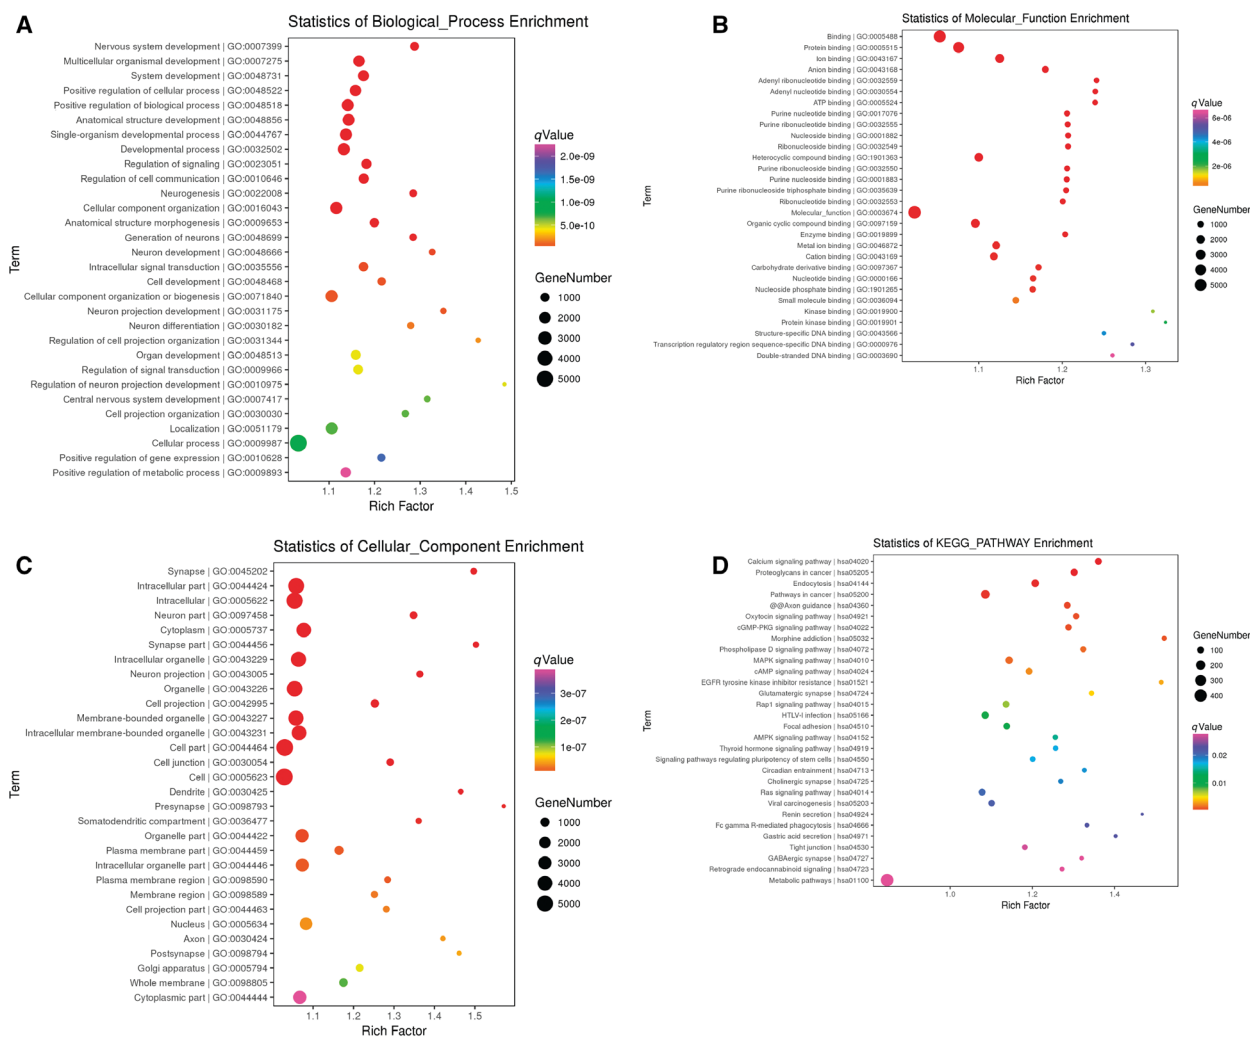 A
Statistics of Biological_Process Enrichment
Term
Nervous system development | GO:0007399
Multicellular organismal development | GO:0007275
System development | GO:0048731
Positive regulation of cellular process | GO:0048522
Positive regulation of biological process | GO:0048518
Anatomical structure development | GO:0048856
Single-organism developmental process | GO:0044767
Developmental process | GO:0032502
Regulation of signaling | GO:0023051
Regulation of cell communication | GO:0010646
Neurogenesis | GO:0022008
Cellular component organization | GO:0016043
Anatomical structure morphogenesis | GO:0009653
Generation of neurons | GO:0048699
Neuron development | GO:0048666
Intracellular signal transduction | GO:0035556
Cell development | GO:0048468
Cellular component organization or biogenesis | GO:0071840
Neuron projection development | GO:0031175
Neuron differentiation | GO:0030182
Regulation of cell projection organization | GO:0031344
Organ development | GO:0048513
Regulation of signal transduction | GO:0009966
Regulation of neuron projection development | GO:0010975
Central nervous system development | GO:0007417
Cell projection organization | GO:0030030
Localization | GO:0051179
Cellular process | GO:0009987
Positive regulation of gene expression | GO:0010628
Positive regulation of metabolic process | GO:0009893
1.1 1.2 1.3 1.4 1.5
Rich Factor
qValue
2.0e-09
1.5e-09
1.0e-09
5.0e-10
GeneNumber
1000
2000
3000
4000
5000
B
Statistics of Molecular_Function Enrichment
Term
Binding | GO:0005488
Protein binding | GO:0005515
Ion binding | GO:0043167
Anion binding | GO:0043168
Adenyl ribonucleotide binding | GO:0032559
Adenyl nucleotide binding | GO:0030554
ATP binding | GO:0005524
Purine nucleotide binding | GO:0017076
Purine ribonucleotide binding | GO:0032555
Nucleoside binding | GO:0001882
Ribonucleoside binding | GO:0032549
Heterocyclic compound binding | GO:1901363
Purine ribonucleoside binding | GO:0032550
Purine nucleoside binding | GO:0001883
Purine ribonucleoside triphosphate binding | GO:0035639
Ribonucleotide binding | GO:0032553
Molecular_function | GO:0003674
Organic cyclic compound binding | GO:0097159
Enzyme binding | GO:0019899
Metal ion binding | GO:0046872
Cation binding | GO:0043169
Carbohydrate derivative binding | GO:0097367
Nucleotide binding | GO:0000166
Nucleoside phosphate binding | GO:1901265
Small molecule binding | GO:0036094
Kinase binding | GO:0019900
Protein kinase binding | GO:0019901
Structure-specific DNA binding | GO:0043566
Transcription regulatory region sequence-specific DNA binding | GO:0000976
Double-stranded DNA binding | GO:0003690
1.1 1.2 1.3
Rich Factor
qValue
6e-06
4e-06
2e-06
GeneNumber
1000
2000
3000
4000
5000
C
Statistics of Cellular_Component Enrichment
Term
Synapse | GO:0045202
Intracellular part | GO:0044424
Intracellular | GO:0005622
Neuron part | GO:0097458
Cytoplasm | GO:0005737
Synapse part | GO:0044456
Intracellular organelle | GO:0043229
Neuron projection | GO:0043005
Organelle | GO:0043226
Cell projection | GO:0042995
Membrane-bounded organelle | GO:0043227
Intracellular membrane-bounded organelle | GO:0043231
Cell part | GO:0044464
Cell junction | GO:0030054
Cell | GO:0005623
Dendrite | GO:0030425
Presynapse | GO:0098793
Somatodendritic compartment | GO:0036477
Organelle part | GO:0044422
Plasma membrane part | GO:0044459
Intracellular organelle part | GO:0044446
Plasma membrane region | GO:0098590
Membrane region | GO:0098589
Cell projection part | GO:0044463
Nucleus | GO:0005634
Axon | GO:0030424
Postsynapse | GO:0098794
Golgi apparatus | GO:0005794
Whole membrane | GO:0098805
Cytoplasmic part | GO:0044444
1.1 1.2 1.3 1.4 1.5
Rich Factor
qValue
3e-07
2e-07
1e-07
GeneNumber
1000
2000
3000
4000
5000
D
Statistics of KEGG_PATHWAY Enrichment
Term
Calcium signaling pathway | hsa04020
Proteoglycans in cancer | hsa05205
Endocytosis | hsa04144
Pathways in cancer | hsa05200
@@Axon guidance | hsa04360
Oxytocin signaling pathway | hsa04921
cGMP-PKG signaling pathway | hsa04022
Morphine addiction | hsa05032
Phospholipase D signaling pathway | hsa04072
MAPK signaling pathway | hsa04010
cAMP signaling pathway | hsa04024
EGFR tyrosine kinase inhibitor resistance | hsa01521
Glutamatergic synapse | hsa04724
Rap1 signaling pathway | hsa04015
HTLV-I infection | hsa05166
Focal adhesion | hsa04510
AMPK signaling pathway | hsa04152
Thyroid hormone signaling pathway | hsa04919
Signaling pathways regulating pluripotency of stem cells | hsa04550
Circadian entrainment | hsa04713
Cholinergic synapse | hsa04725
Ras signaling pathway | hsa04014
Viral carcinogenesis | hsa05203
Renin secretion | hsa04924
Fc gamma R-mediated phagocytosis | hsa04666
Gastric acid secretion | hsa04971
Tight junction | hsa04530
GABAergic synapse | hsa04727
Retrograde endocannabinoid signaling | hsa04723
Metabolic pathways | hsa01100
1.0 1.2 1.4
Rich Factor
GeneNumber
100
200
300
400
qValue
0.02
0.01